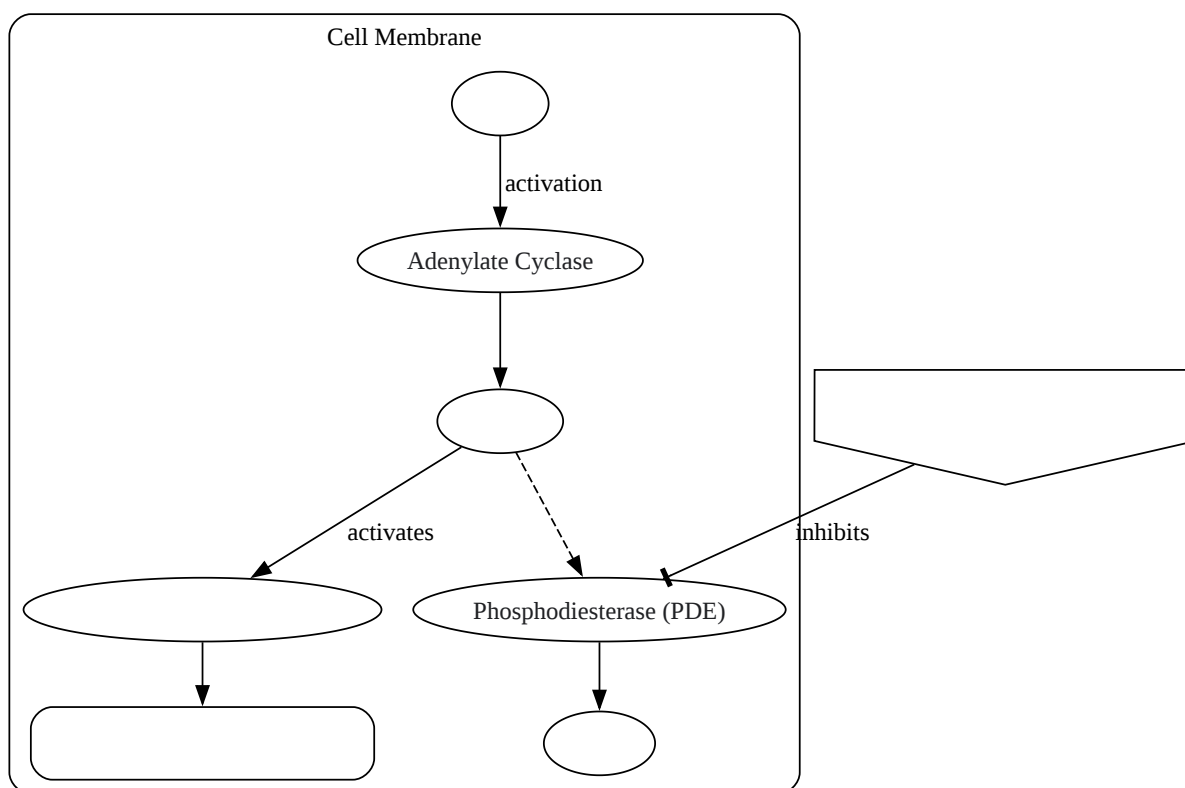 Cell Membrane
activation
Adenylate Cyclase
activates
inhibits
Phosphodiesterase (PDE)